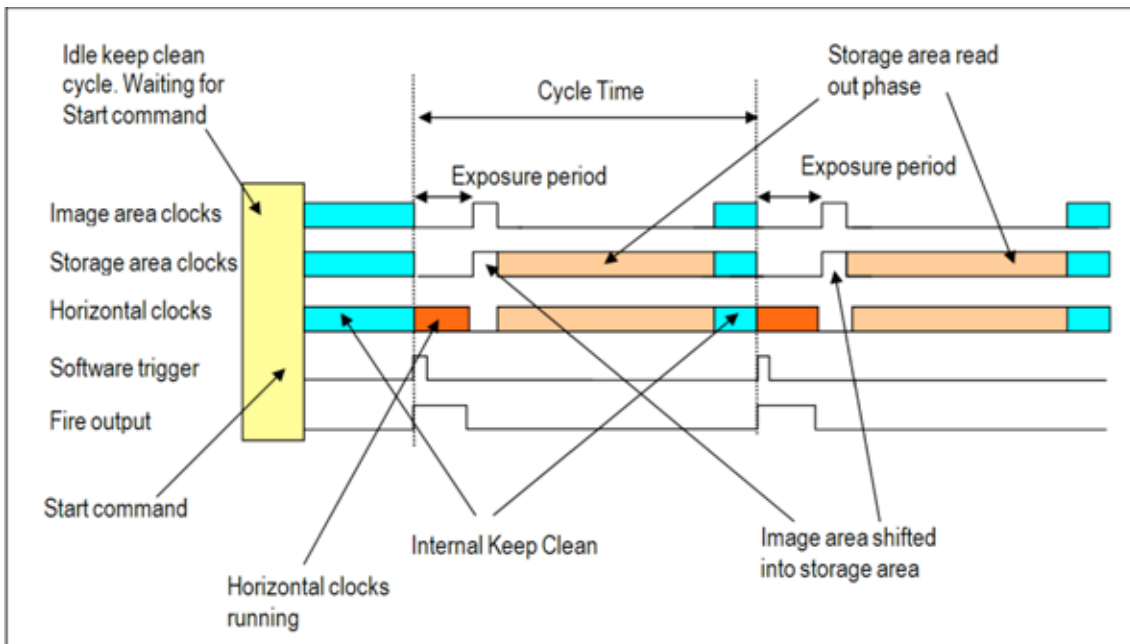 Idle keep clean
cycle. Waiting for
Start command
Storage area read
out phase
Cycle Time
Exposure period
Exposure period
Image area clocks
Storage area clocks
Horizontal clocks
Software trigger
Fire output
Start command
Internal Keep Clean
Image area shifted
into storage area
Horizontal clocks
running